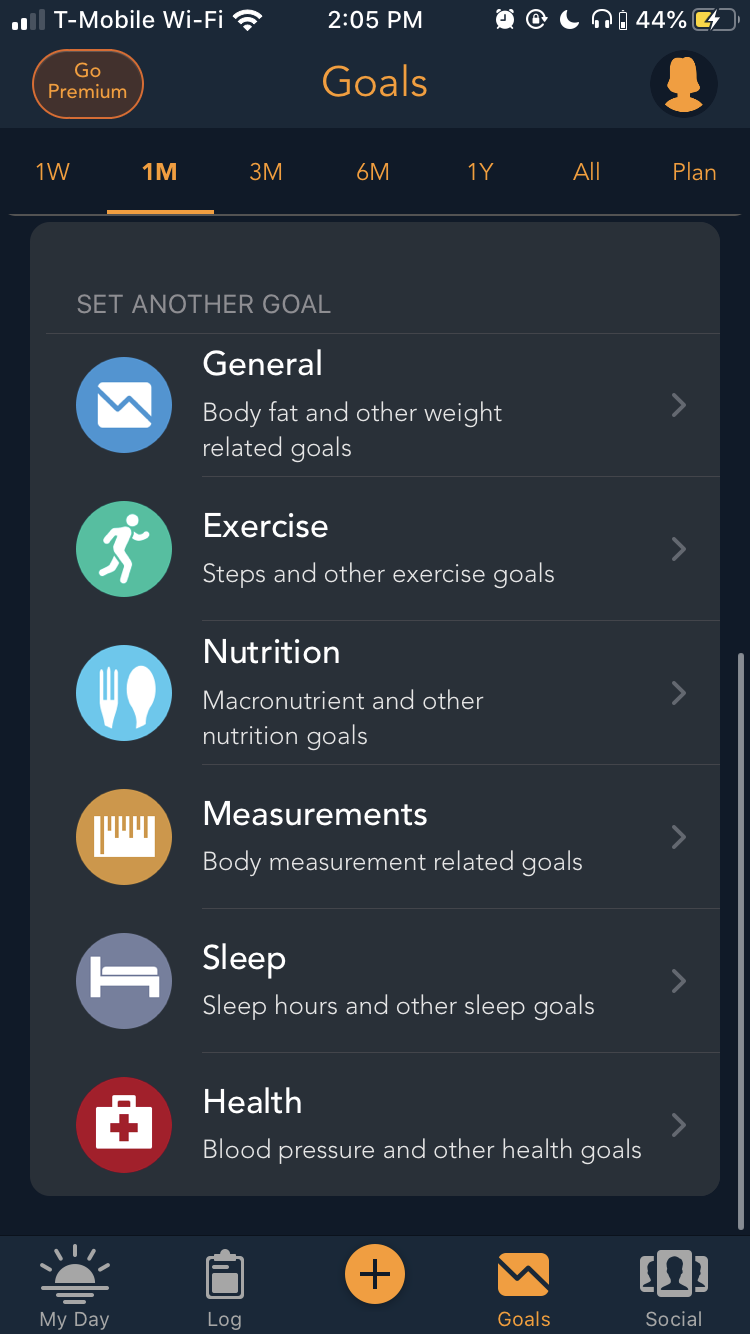 T-Mobile Wi-Fi 2:05 PM 44%
Go
Premium
Goals
1W 1M 3M 6M 1Y All Plan
SET ANOTHER GOAL
General
Body fat and other weight
related goals
Exercise
Steps and other exercise goals
Nutrition
Macronutrient and other
nutrition goals
Measurements
Body measurement related goals
Sleep
Sleep hours and other sleep goals
Health
Blood pressure and other health goals
My Day Log Goals Social